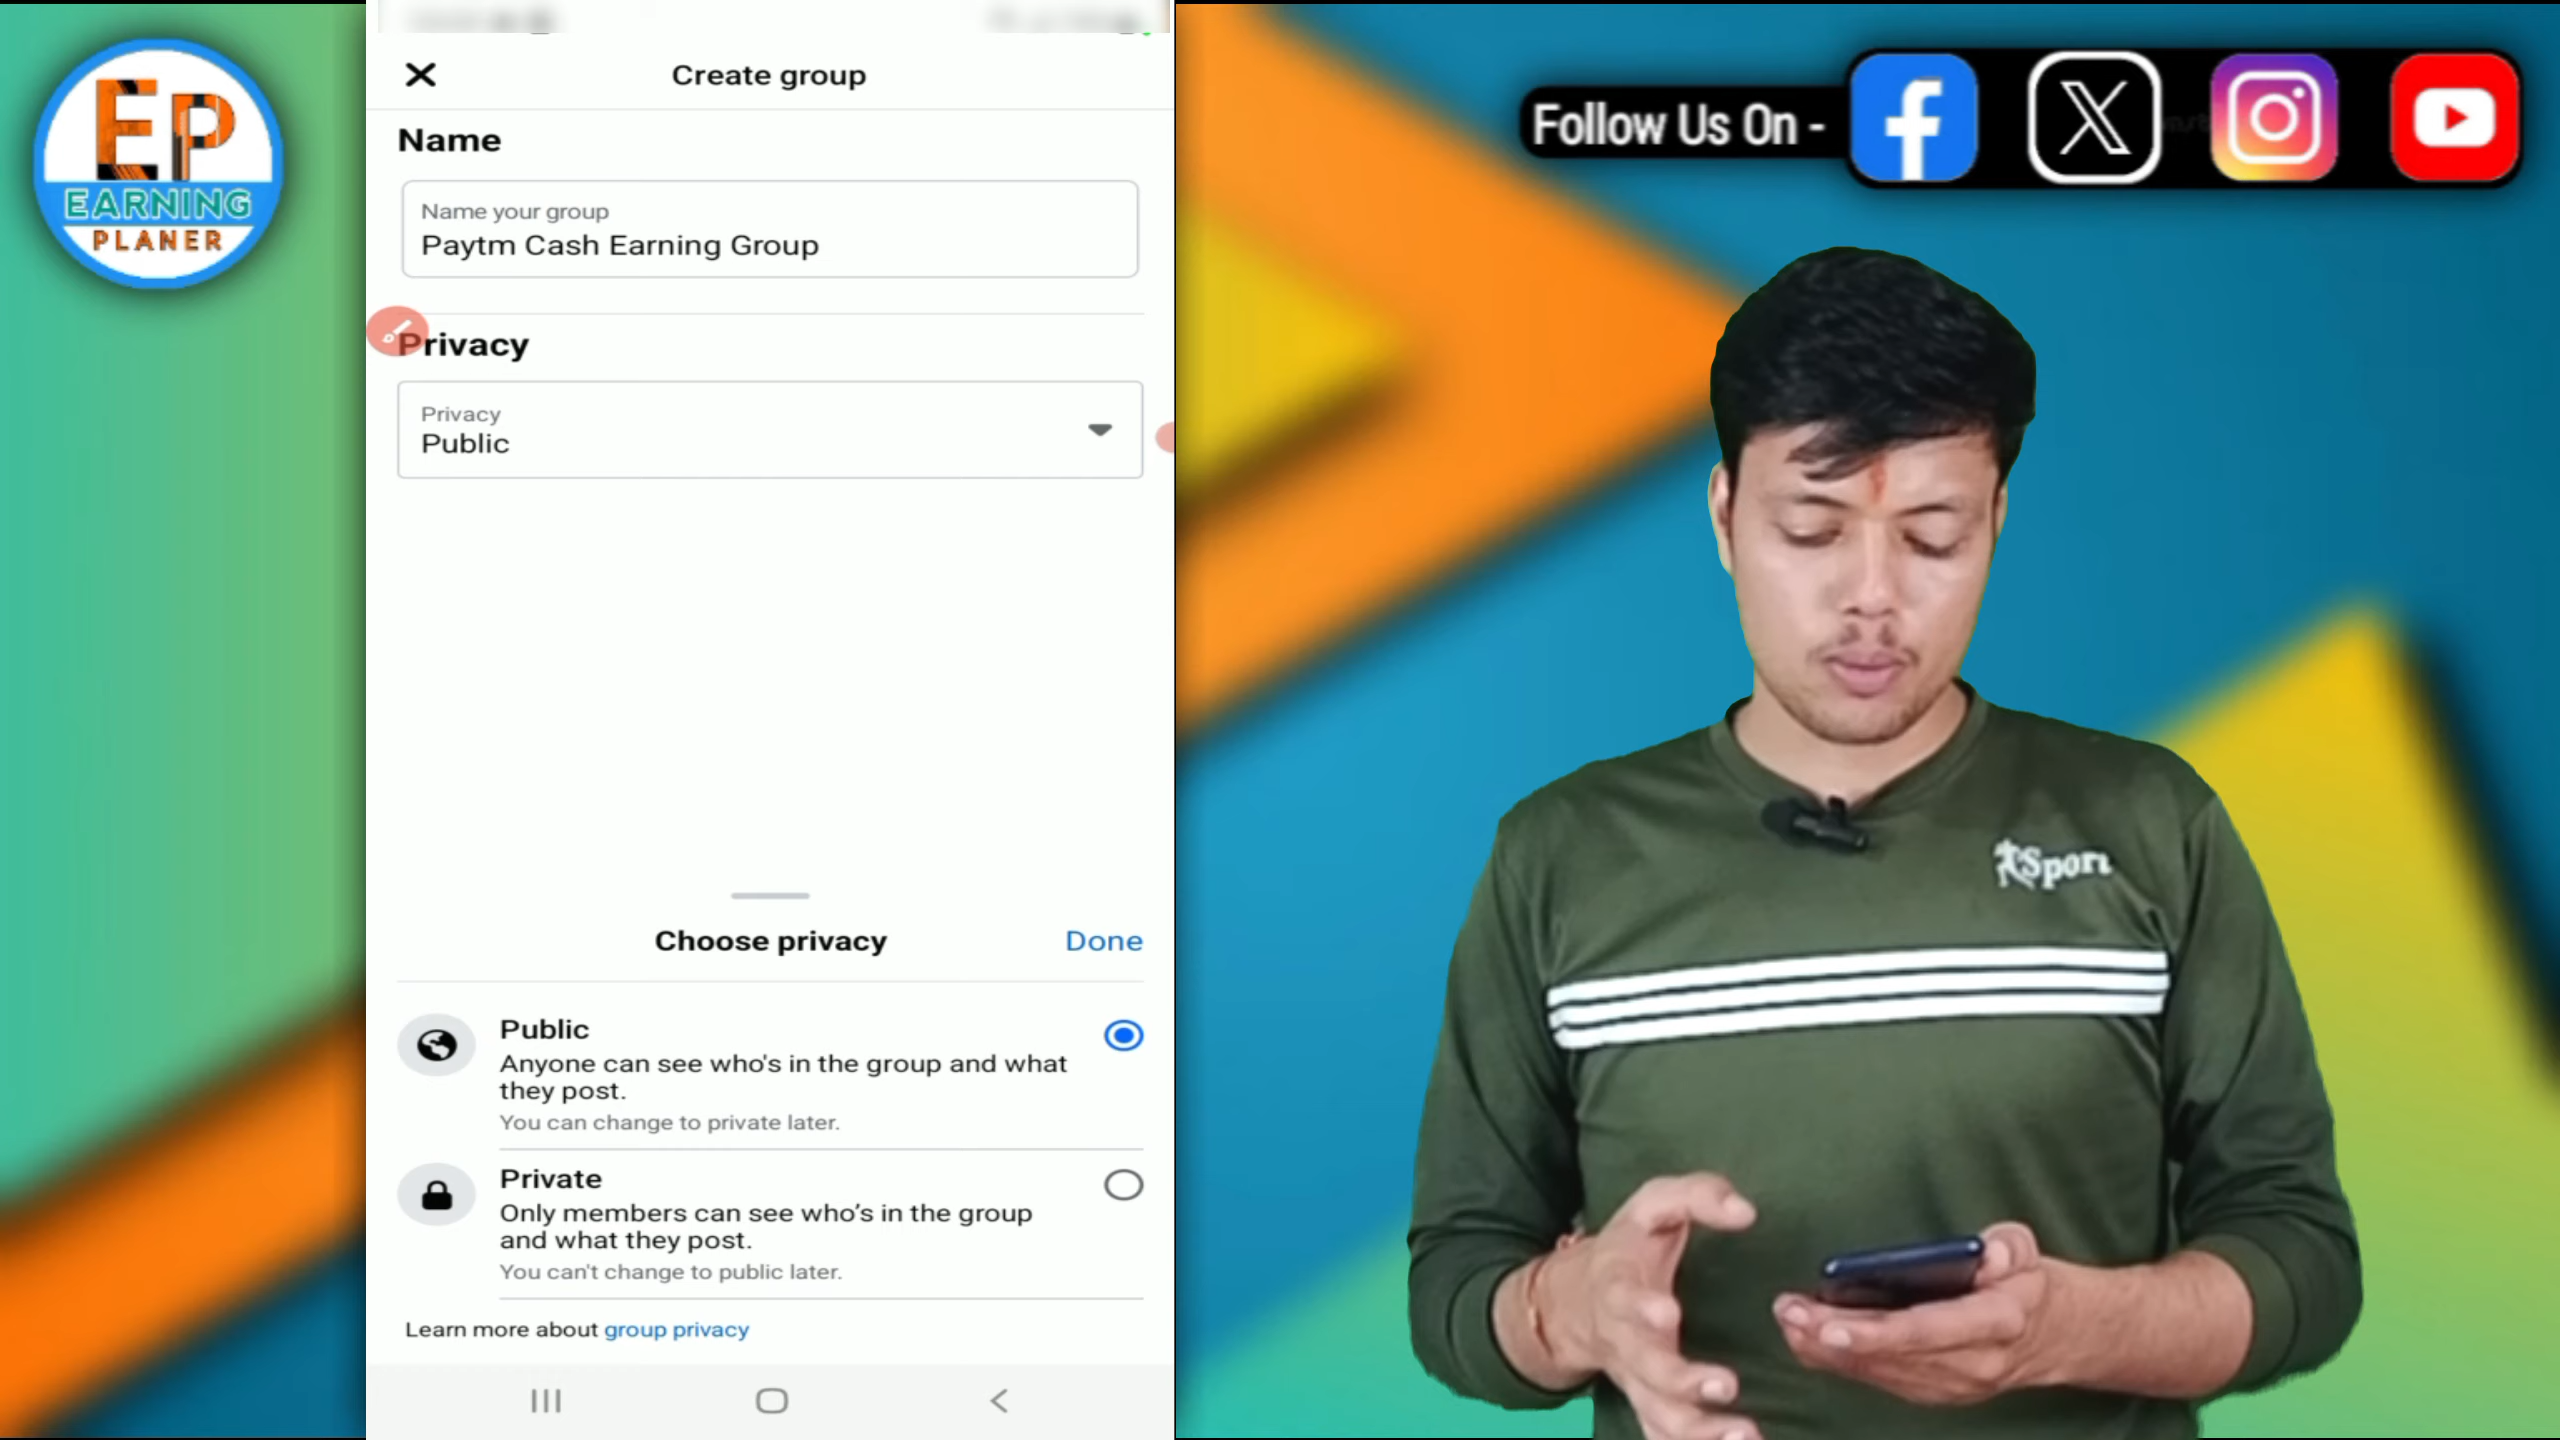 EP
EARNING
PLANER
Create group
Name
Name your group
Paytm Cash Earning Group
Privacy
Privacy
Public
Choose privacy
Done
Public
Anyone can see who's in the group and what
they post.
You can change to private later.
Private
Only members can see who’s in the group
and what they post.
You can't change to public later.
Learn more about group privacy
Follow Us On -
Sport